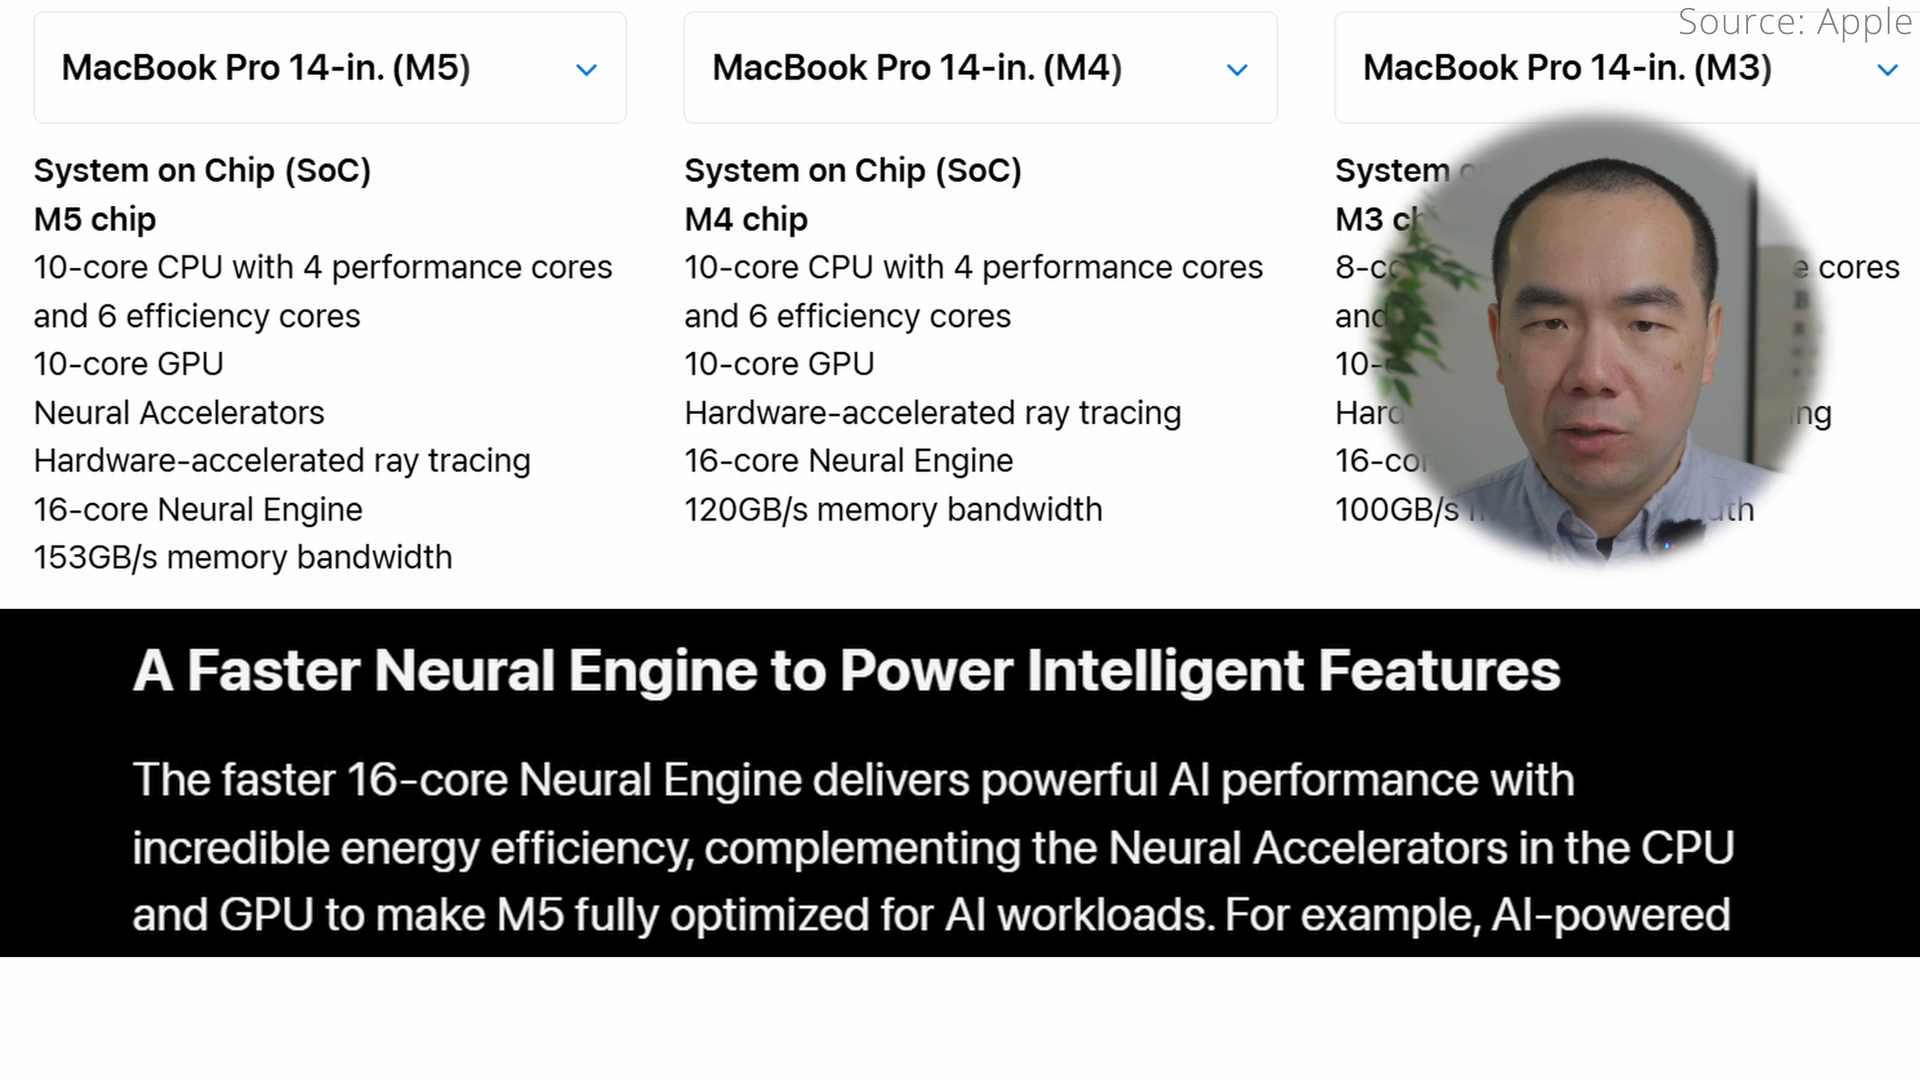 Source: Apple
MacBook Pro 14-in. (M5)
MacBook Pro 14-in. (M4)
MacBook Pro 14-in. (M3)
System on Chip (SoC)
M5 chip
10-core CPU with 4 performance cores
and 6 efficiency cores
10-core GPU
Neural Accelerators
Hardware-accelerated ray tracing
16-core Neural Engine
153GB/s memory bandwidth
System on Chip (SoC)
M4 chip
10-core CPU with 4 performance cores
and 6 efficiency cores
10-core GPU
Hardware-accelerated ray tracing
16-core Neural Engine
120GB/s memory bandwidth
System
M3
cores
and
100GB/s
A Faster Neural Engine to Power Intelligent Features
The faster 16-core Neural Engine delivers powerful AI performance with
incredible energy efficiency, complementing the Neural Accelerators in the CPU
and GPU to make M5 fully optimized for AI workloads. For example, AI-powered